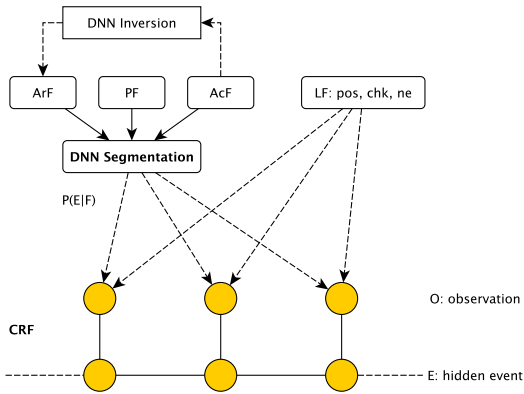 DNN Inversion
ArF
PF
AcF
LF: pos, chk, ne
DNN Segmentation
P(E|F)
O: observation
CRF
E: hidden event